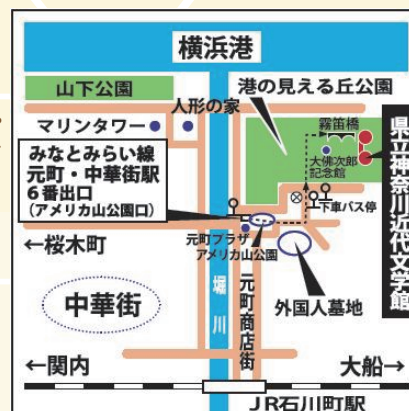 横浜港
山下公園
港の見える丘公園
人形の家
霧笛橋
マリンタワー
大佛次郎
記念館
県立神奈川近代文学館
みなとみらい線
元町・中華街駅
6番出口
(アメリカ山公園口)
下車バス停
元町プラザ
アメリカ山公園
←桜木町
中華街
堀川
元町商店街
外国人墓地
←関内
大船→
JR石川町駅